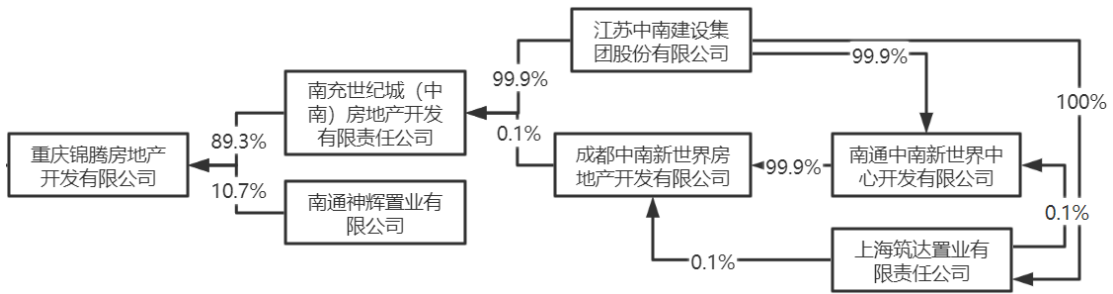 江苏中南建设集
团股份有限公司
99.9%
99.9%
100%
南充世纪城（中
南）房地产开发
有限责任公司
89.3%
0.1%
重庆锦腾房地产
开发有限公司
成都中南新世界房
地产开发有限公司
99.9%
南通中南新世界中
心开发有限公司
10.7%
南通神辉置业有
限公司
0.1%
上海筑达置业有
限责任公司
0.1%